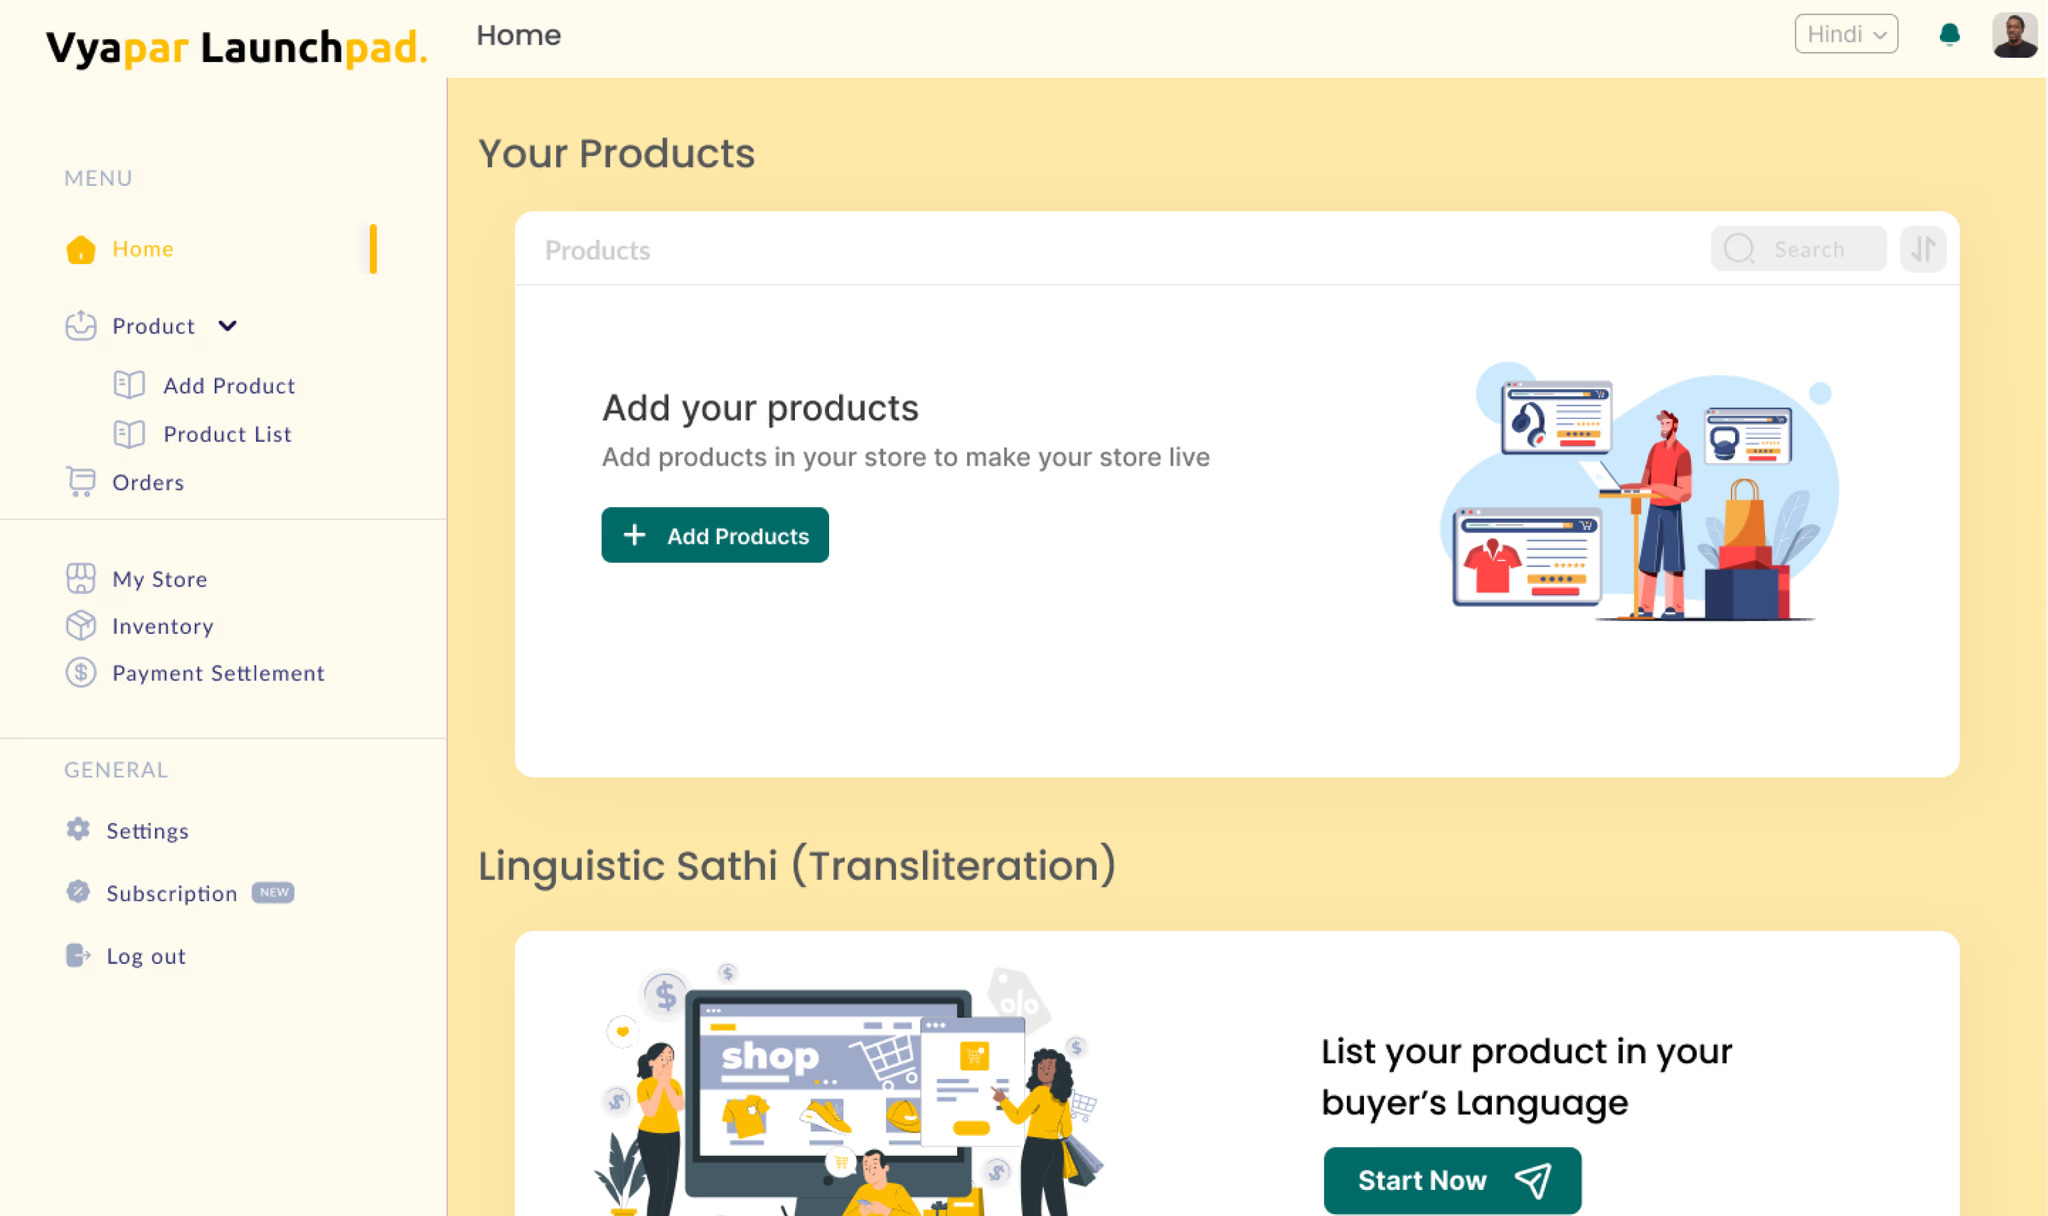 Vyapar Launchpad.
Home
Hindi
MENU
Home
Product
Add Product
Product List
Orders
My Store
Inventory
Payment Settlement
GENERAL
Settings
Subscription NEW
Log out
Your Products
Products
Search
Add your products
Add products in your store to make your store live
+ Add Products
Linguistic Sathi (Transliteration)
shop
List your product in your
buyer's Language
Start Now